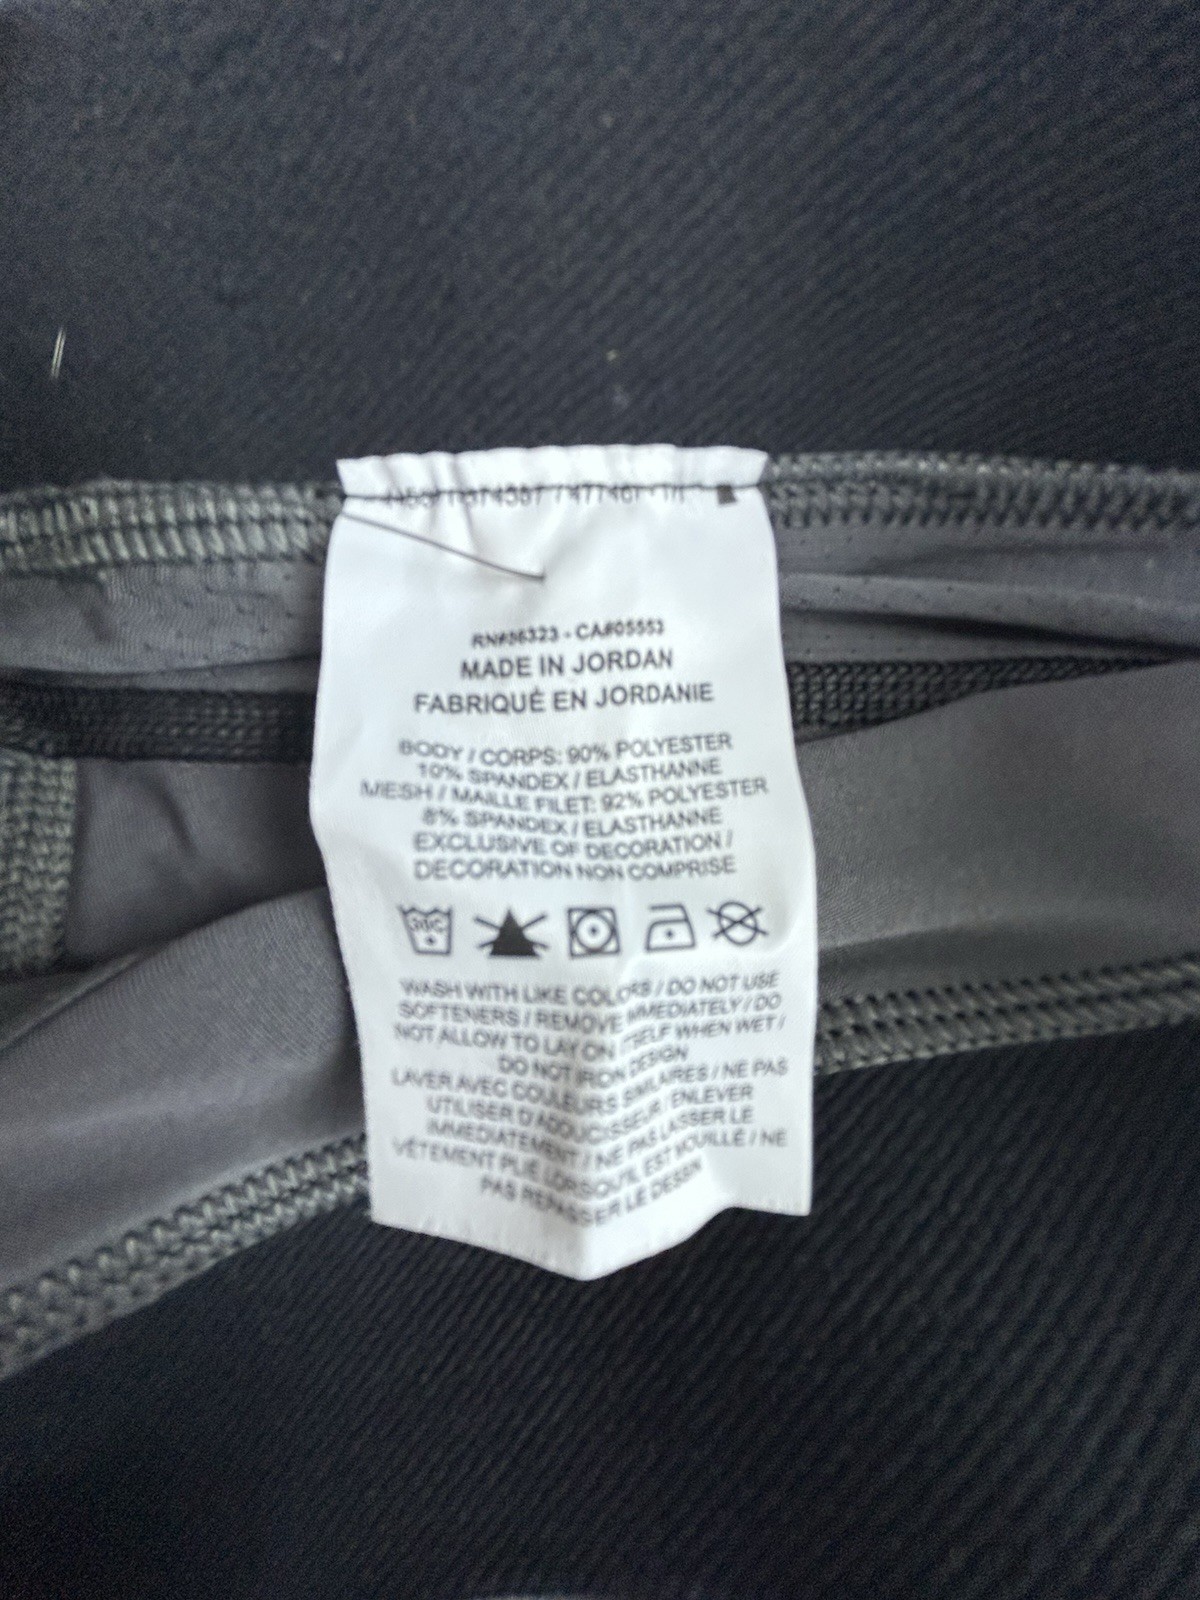 RN#56323 - CA#05553
MADE IN JORDAN
FABRIQUÉ EN JORDANIE
BODY / CORPS: 90% POLYESTER
10% SPANDEX / ELASTHANNE
MESH / MAILLE FILET: 92% POLYESTER
8% SPANDEX / ELASTHANNE
EXCLUSIVE OF DECORATION /
DECORATION NON COMPRISE
30C
WASH WITH LIKE COLORS / DO NOT USE
SOFTENERS / REMOVE IMMEDIATELY / DO
NOT ALLOW TO LAY ON ITSELF WHEN WET /
DO NOT IRON DESIGN
LAVER AVEC COULEURS SIMILAIRES / NE PAS
UTILISER D'ADOUCISSEUR / ENLEVER
IMMEDIATEMENT / NE PAS LASSER LE
VÊTEMENT PLIÉ LORSQU'IL EST MOUILLÉ / NE
PAS REPASSER LE DESSIN